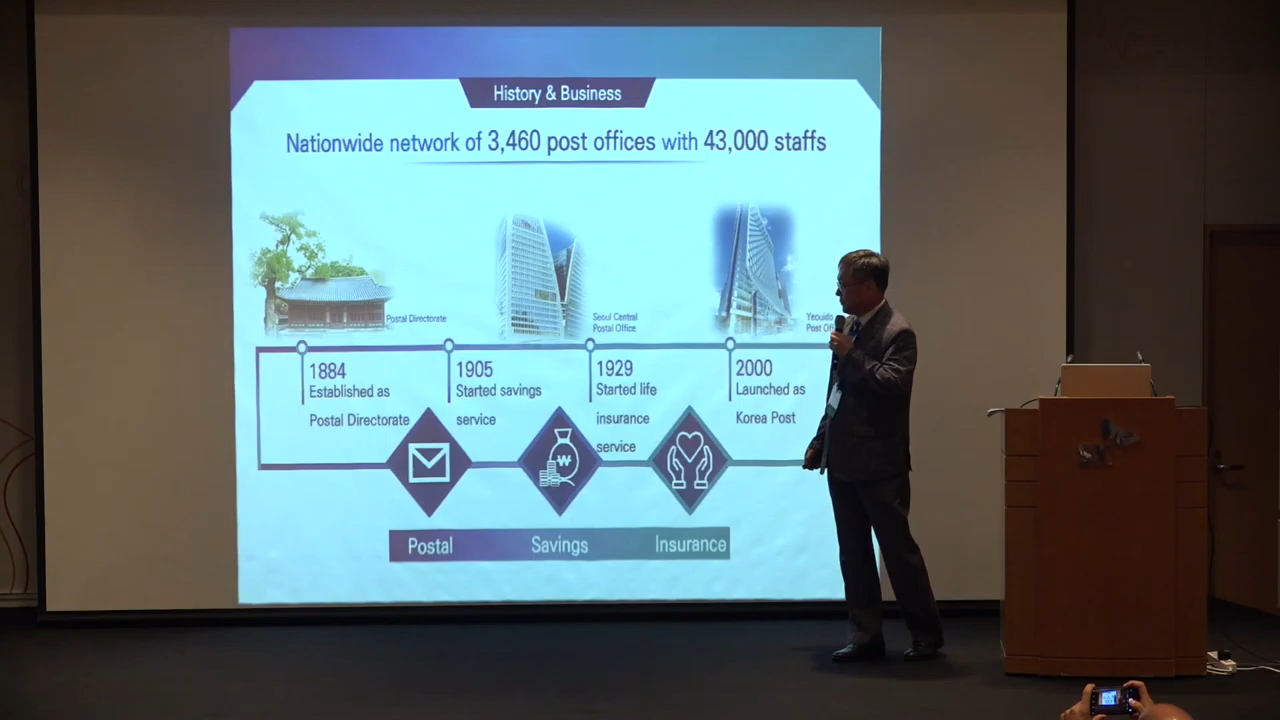 History & Business
Nationwide network of 3,460 post offices with 43,000 staffs
Postal Directorate
Seoul Central
Postal Office
Yeouido
Post
1884
Established as
Postal Directorate
1905
Started savings
service
1929
Started life
insurance
service
2000
Launched as
Korea Post
Postal
Savings
Insurance